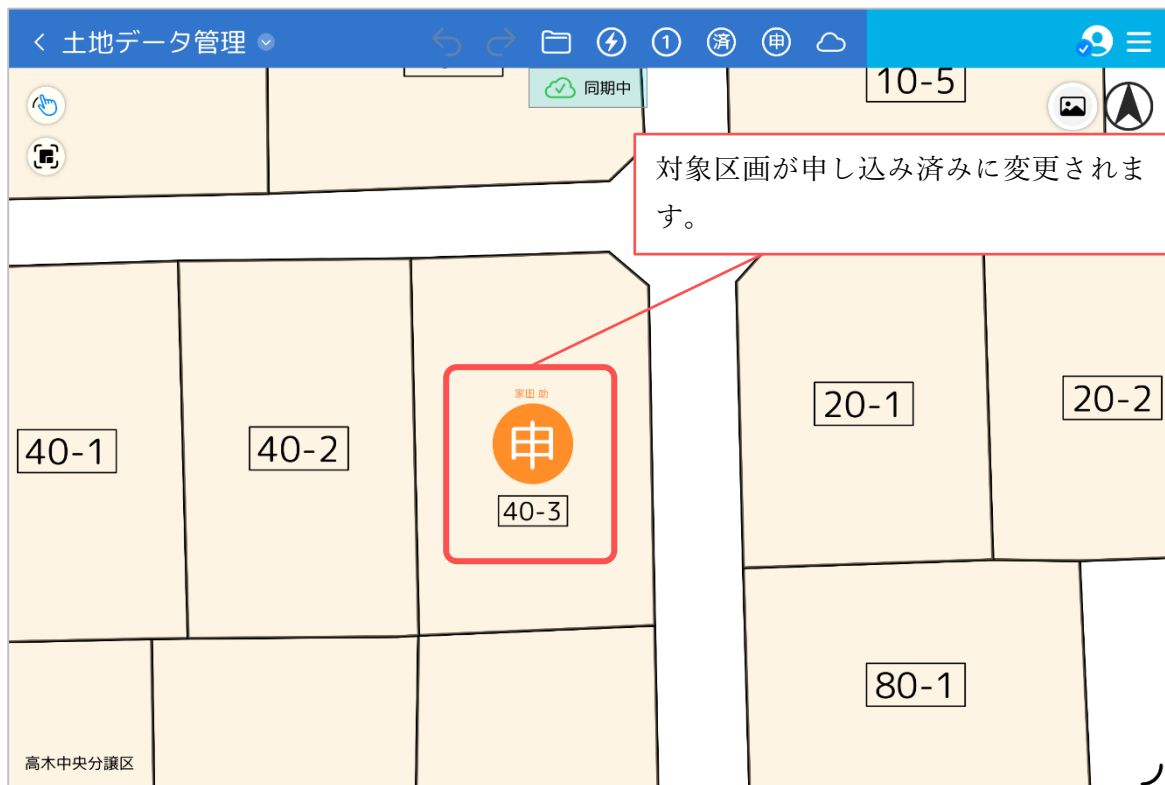 土地データ管理
1
済
申
同期中
10-5
対象区画が申し込み済みに変更されま
す。
家田 助
申
40-1
40-2
40-3
20-1
20-2
80-1
高木中央分譲区